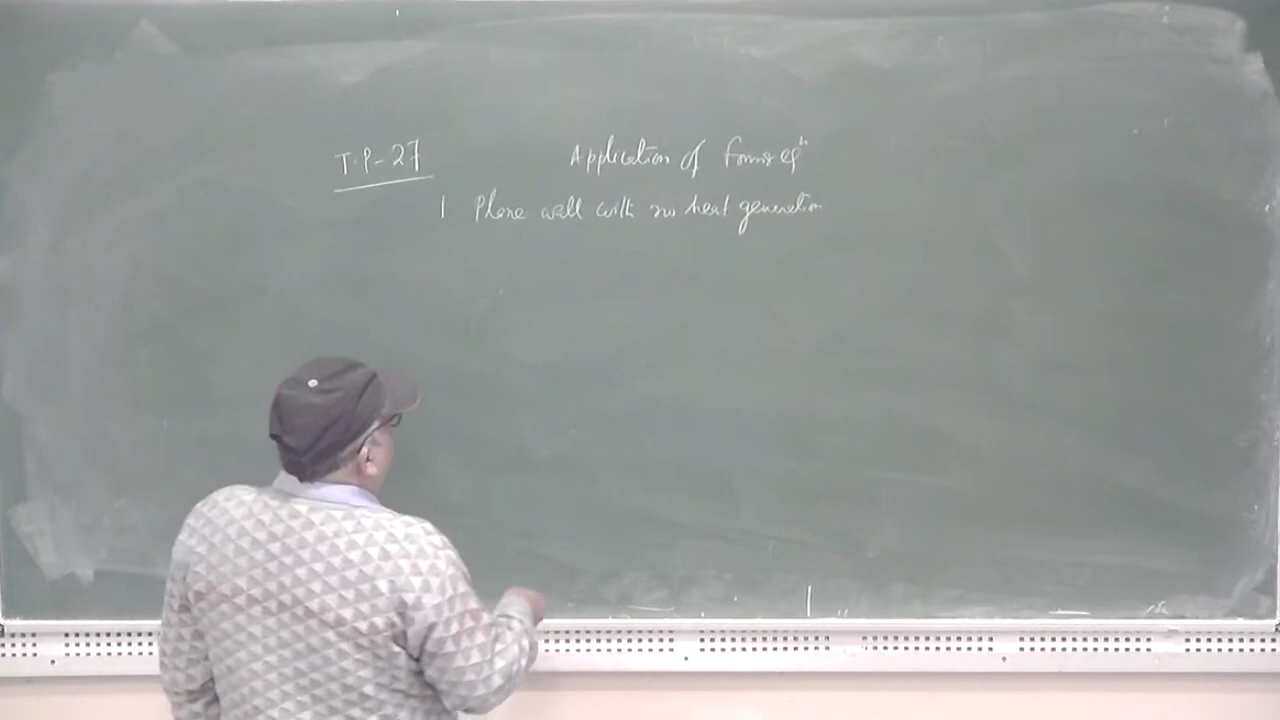 T.P-27 Application of Fourier eqn
1 Plane wall with no heat generation